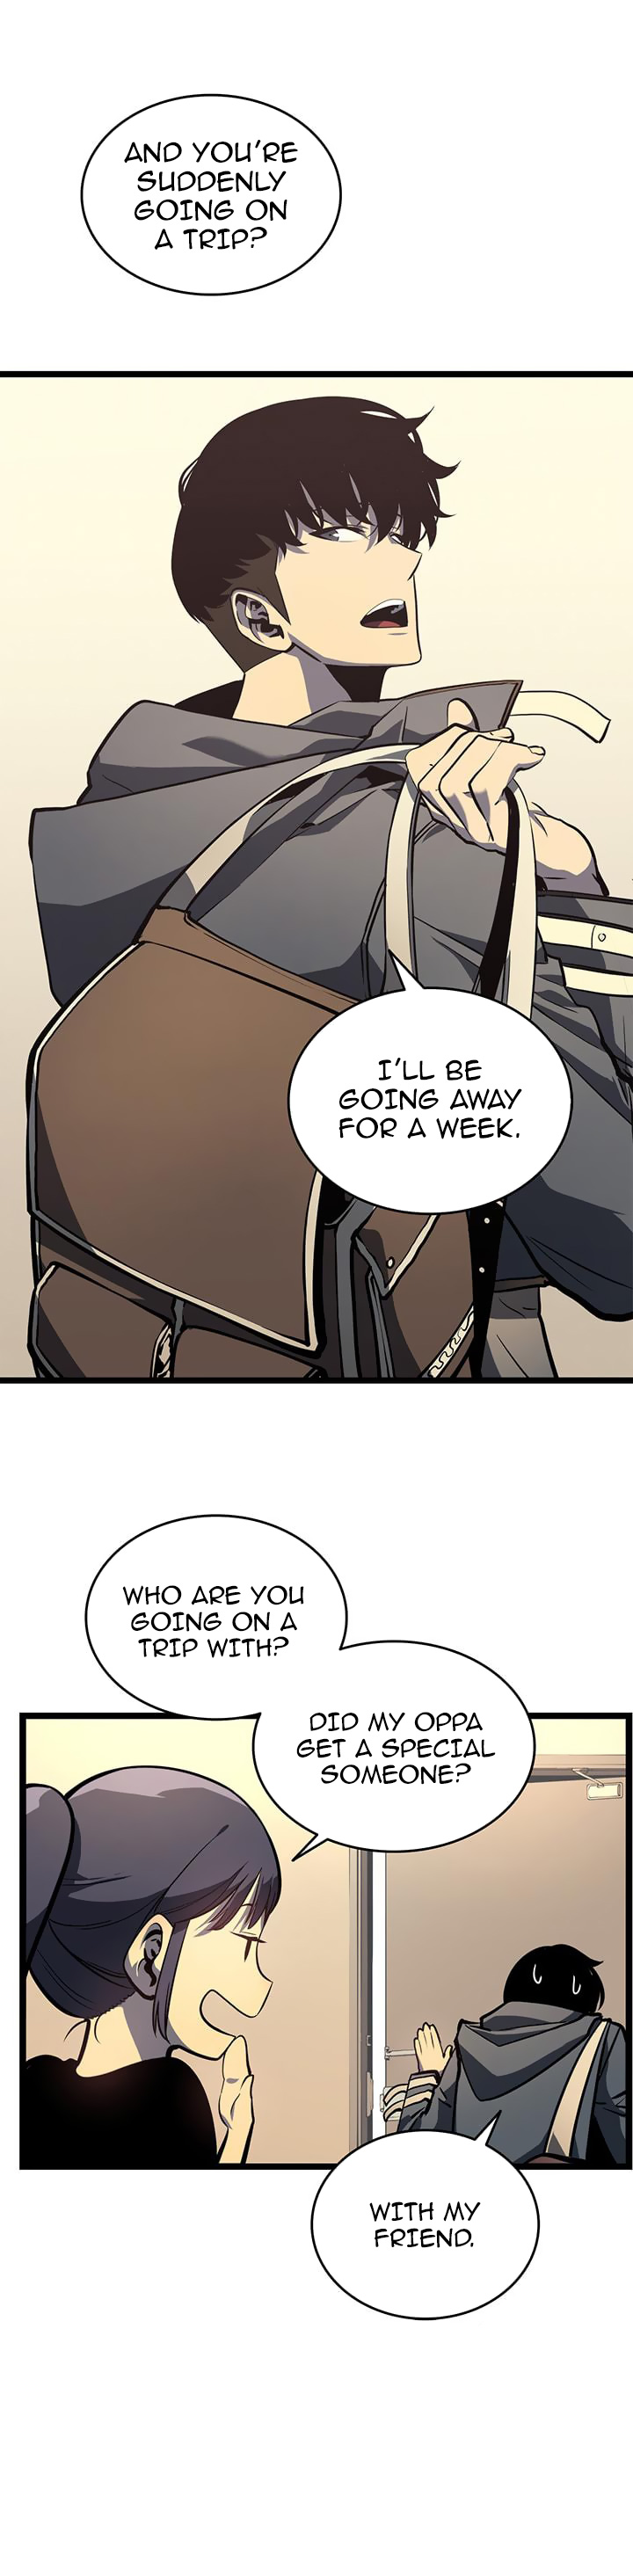 AND YOU'RE
SUDDENLY
GOING ON
A TRIP?
I'LL BE
GOING AWAY
FOR A WEEK.
WHO ARE YOU
GOING ON A
TRIP WITH?
DID MY OPPA
GET A SPECIAL
SOMEONE?
WITH MY
FRIEND.